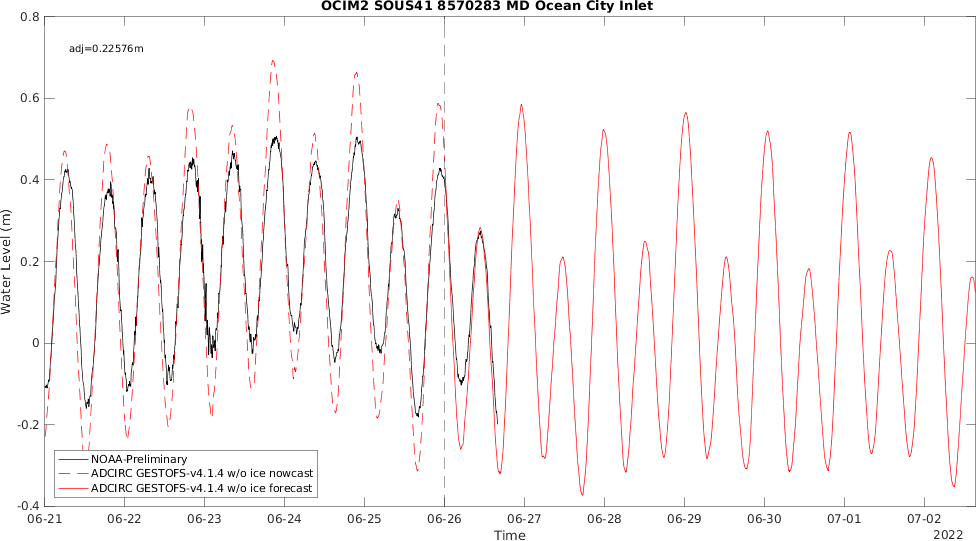 OCIM2 SOUS41 8570283 MD Ocean City Inlet
adj=0.22576m
Water Level (m)
0.8
0.6
0.4
0.2
0
-0.2
-0.4
NOAA-Preliminary
ADCIRC GESTOFS-v4.1.4 w/o ice nowcast
ADCIRC GESTOFS-v4.1.4 w/o ice forecast
06-21 06-22 06-23 06-24 06-25 06-26 06-27 06-28 06-29 06-30 07-01 07-02
Time
2022